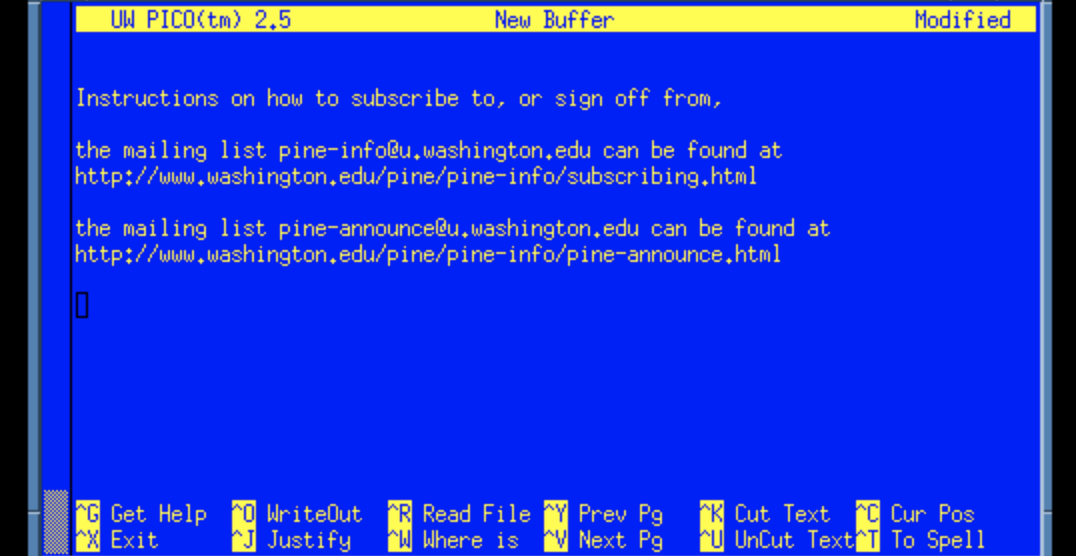 UW PICO(tm) 2.5 New Buffer Modified
Instructions on how to subscribe to, or sign off from,
the mailing list pine-info@u.washington.edu can be found at
http://www.washington.edu/pine/pine-info/subscribing.html
the mailing list pine-announce@u.washington.edu can be found at
http://www.washington.edu/pine/pine-info/pine-announce.html
^G Get Help ^O WriteOut ^R Read File ^Y Prev Pg ^K Cut Text ^C Cur Pos
^X Exit ^J Justify ^W Where is ^V Next Pg ^U UnCut Text^T To Spell